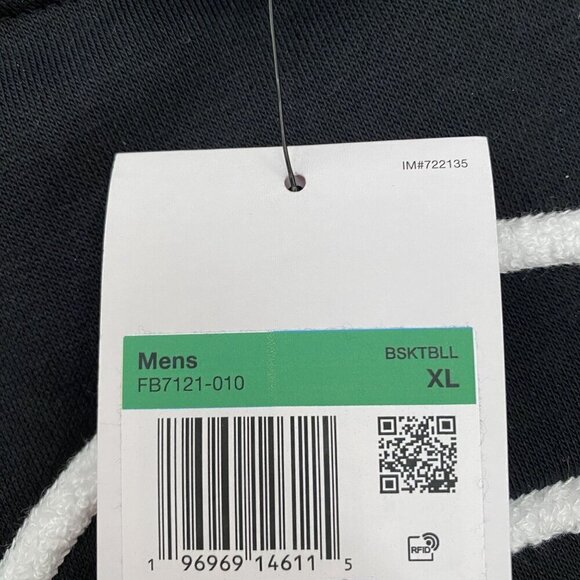 IM#722135
Mens BSKTBLL
FB7121-010 XL
1 96969 14611 5
RFID